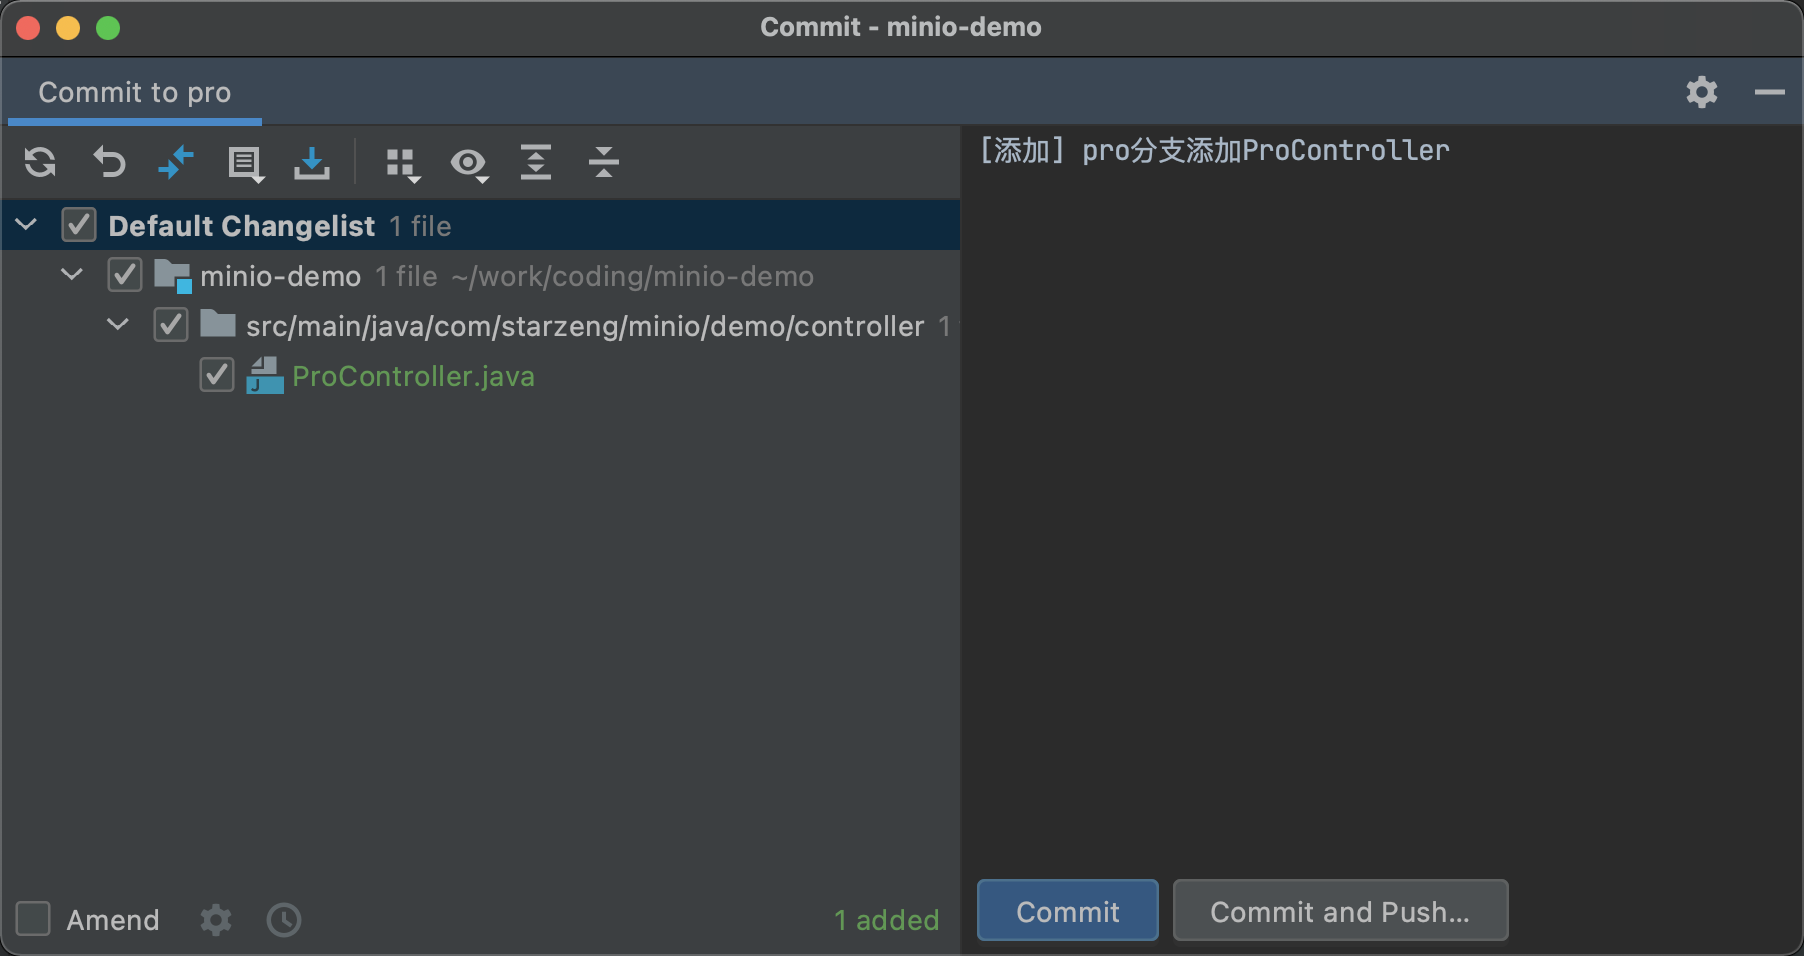 Commit - minio-demo
Commit to pro
Default Changelist 1 file
minio-demo 1 file ~/work/coding/minio-demo
src/main/java/com/starzeng/minio/demo/controller 1
J ProController.java
Amend
1 added
[添加] pro分支添加ProController
Commit
Commit and Push...